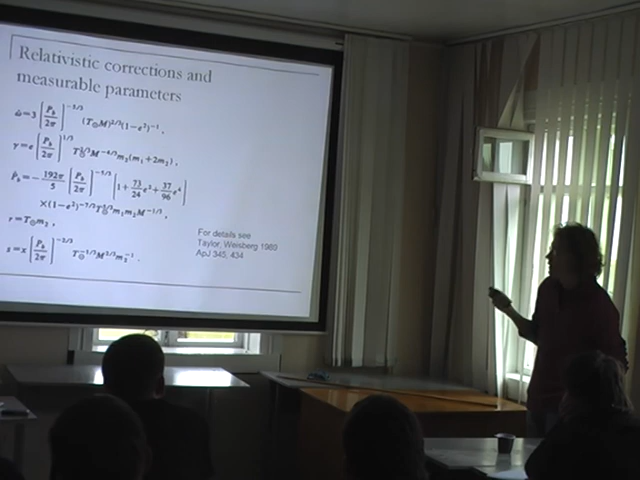 Relativistic corrections and
measurable parameters
ω̇=3 [P_b/2π]^{-5/3} (T_⊙M)^{2/3}(1−e²)^{-1},
γ=e [P_b/2π]^{1/3} T_⊙^{2/3}M^{-4/3}m₂(m₁+2m₂),
Ṗ_b=−192π/5 [P_b/2π]^{-5/3} [1+73/24 e²+37/96 e⁴]
×(1−e²)^{-7/2}T_⊙^{5/3}m₁m₂M^{-1/3},
r=T_⊙m₂,
s=x [P_b/2π]^{-2/3} T_⊙^{-1/3}M^{2/3}m₂^{-1}.
For details see
Taylor, Weisberg 1989
ApJ 345, 434